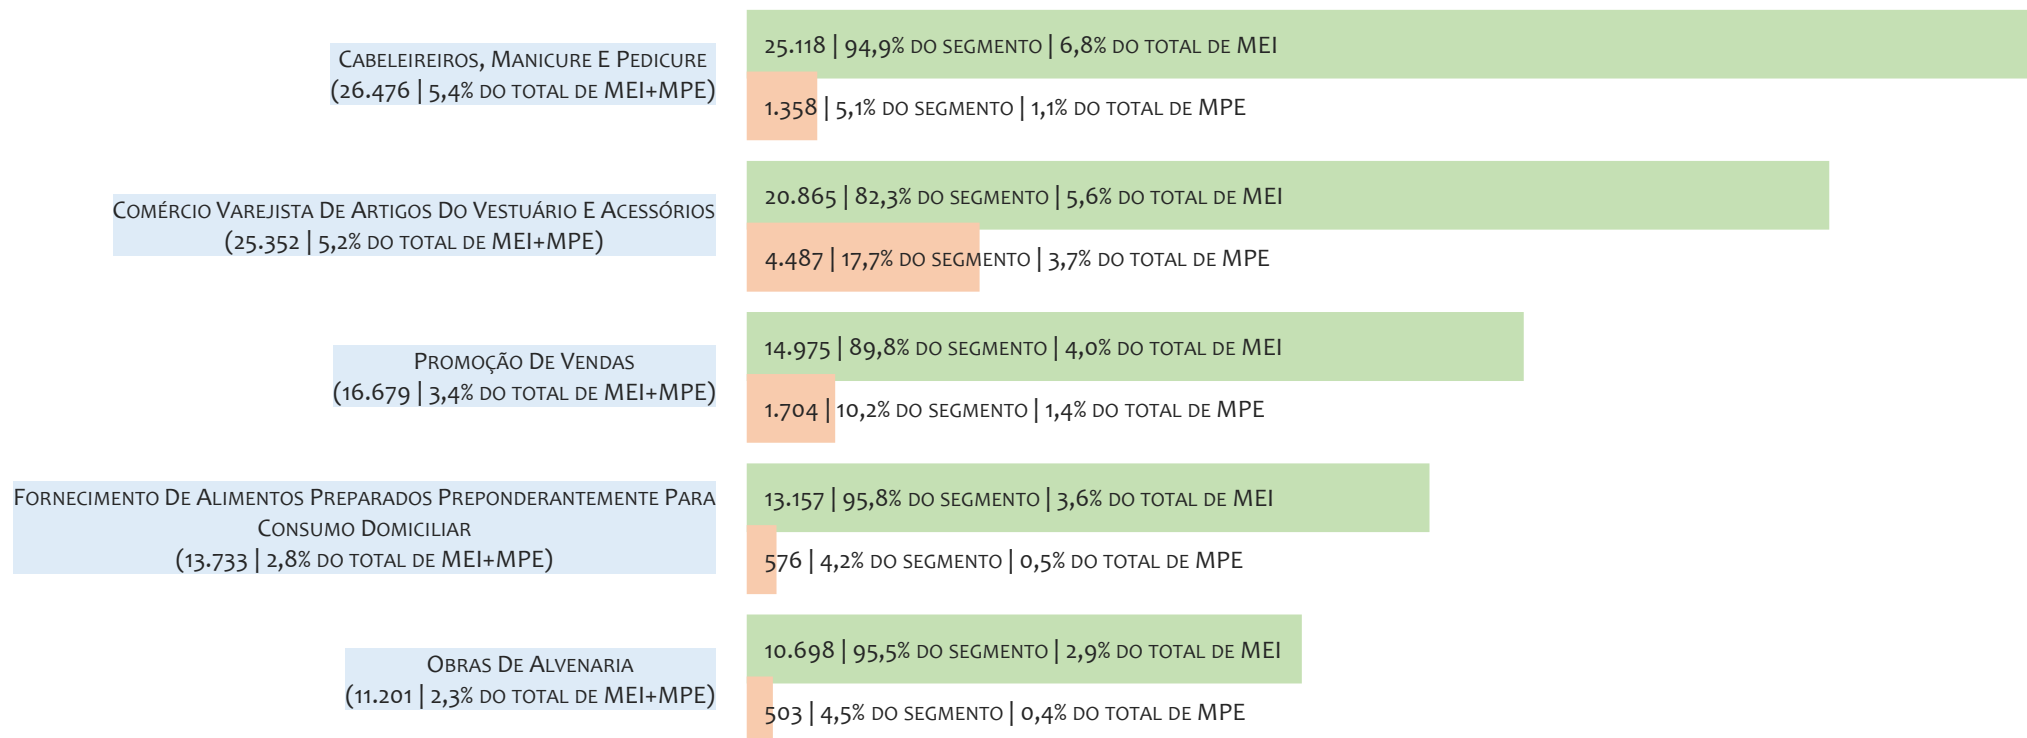 Cabeleireiros, Manicure E Pedicure
(26.476 | 5,4% do total de MEI+MPE)
25.118 | 94,9% do segmento | 6,8% do total de MEI
1.358 | 5,1% do segmento | 1,1% do total de MPE
Comércio Varejista De Artigos Do Vestuário E Acessórios
(25.352 | 5,2% do total de MEI+MPE)
20.865 | 82,3% do segmento | 5,6% do total de MEI
4.487 | 17,7% do segmento | 3,7% do total de MPE
Promoção De Vendas
(16.679 | 3,4% do total de MEI+MPE)
14.975 | 89,8% do segmento | 4,0% do total de MEI
1.704 | 10,2% do segmento | 1,4% do total de MPE
Fornecimento De Alimentos Preparados Preponderantemente Para
Consumo Domiciliar
(13.733 | 2,8% do total de MEI+MPE)
13.157 | 95,8% do segmento | 3,6% do total de MEI
576 | 4,2% do segmento | 0,5% do total de MPE
Obras De Alvenaria
(11.201 | 2,3% do total de MEI+MPE)
10.698 | 95,5% do segmento | 2,9% do total de MEI
503 | 4,5% do segmento | 0,4% do total de MPE